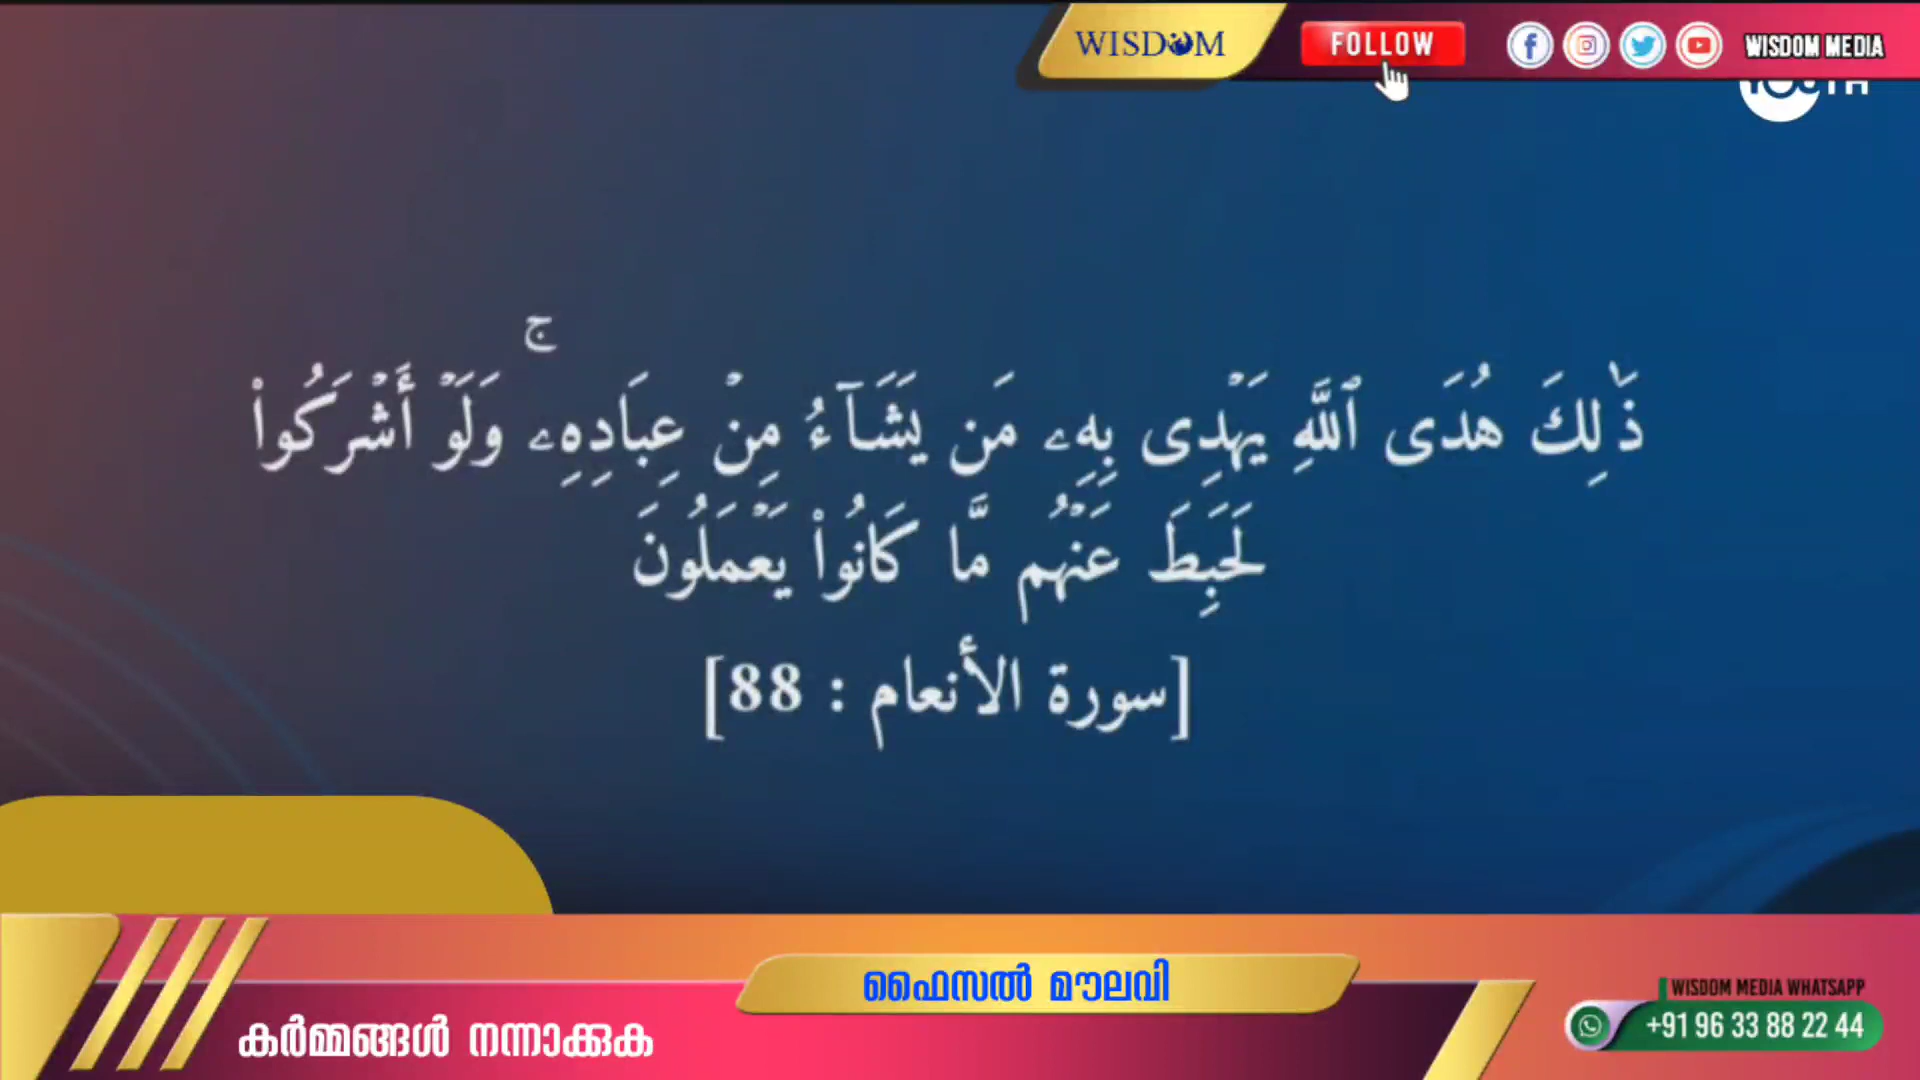 WISDOM
FOLLOW
WISDOM MEDIA
ذَٰلِكَ هُدَى ٱللَّهِ يَهْدِى بِهِۦ مَن يَشَآءُ مِنْ عِبَادِهِۦ ۚ وَلَوْ أَشْرَكُوا۟
لَحَبِطَ عَنْهُم مَّا كَانُوا۟ يَعْمَلُونَ
[سورة الأنعام : 88]
ഫൈസൽ മൗലവി
കർമ്മങ്ങൾ നന്നാക്കുക
WISDOM MEDIA WHATSAPP
+91 96 33 88 22 44